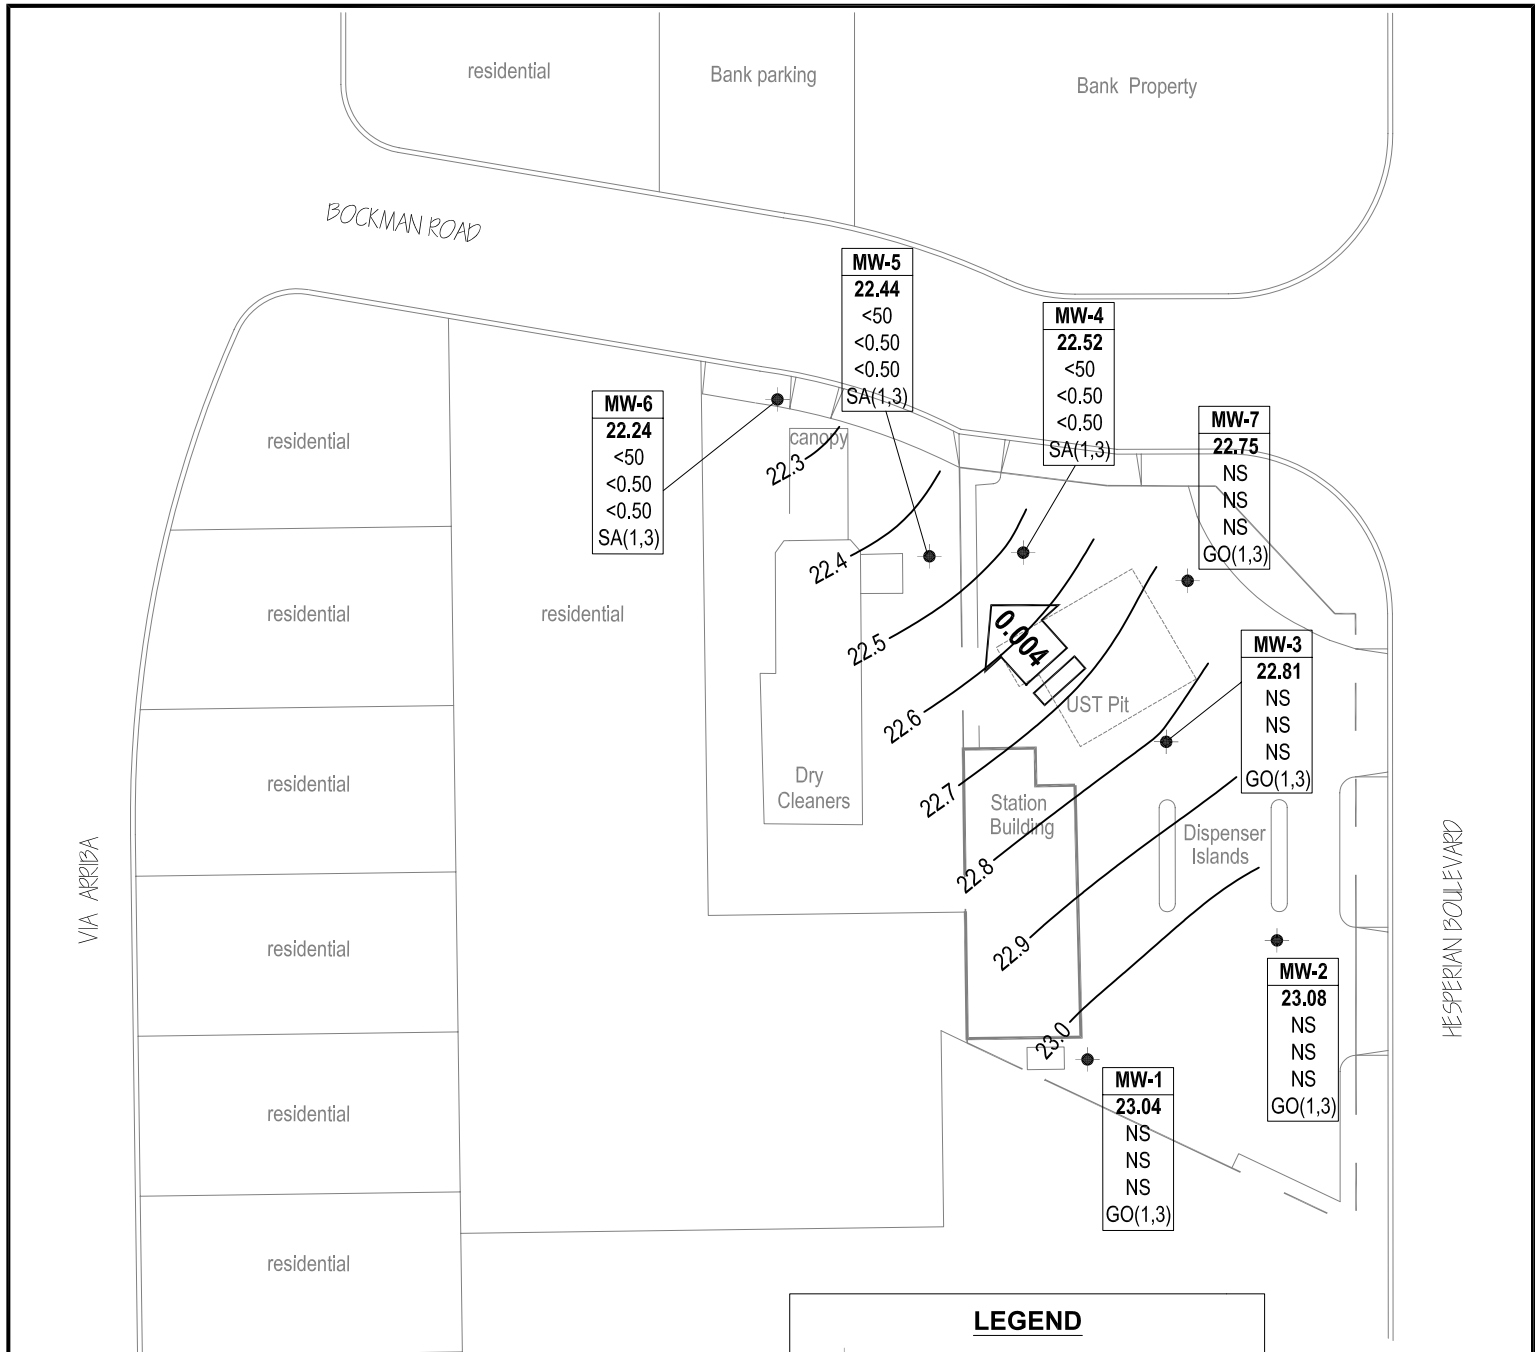 residential
Bank parking
Bank Property
BOCKMAN ROAD
MW-5
22.44
<50
<0.50
<0.50
SA(1,3)
MW-4
22.52
<50
<0.50
<0.50
SA(1,3)
MW-6
22.24
<50
<0.50
<0.50
SA(1,3)
MW-7
22.75
NS
NS
NS
GO(1,3)
residential
canopy
22.3
22.4
22.5
22.6
22.7
22.8
22.9
23.0
0.004
UST Pit
residential
residential
MW-3
22.81
NS
NS
NS
GO(1,3)
residential
Dry
Cleaners
Station
Building
Dispenser
Islands
VIA ARRIBA
HESPERIAN BOULEVARD
residential
MW-2
23.08
NS
NS
NS
GO(1,3)
MW-1
23.04
NS
NS
NS
GO(1,3)
residential
residential
LEGEND